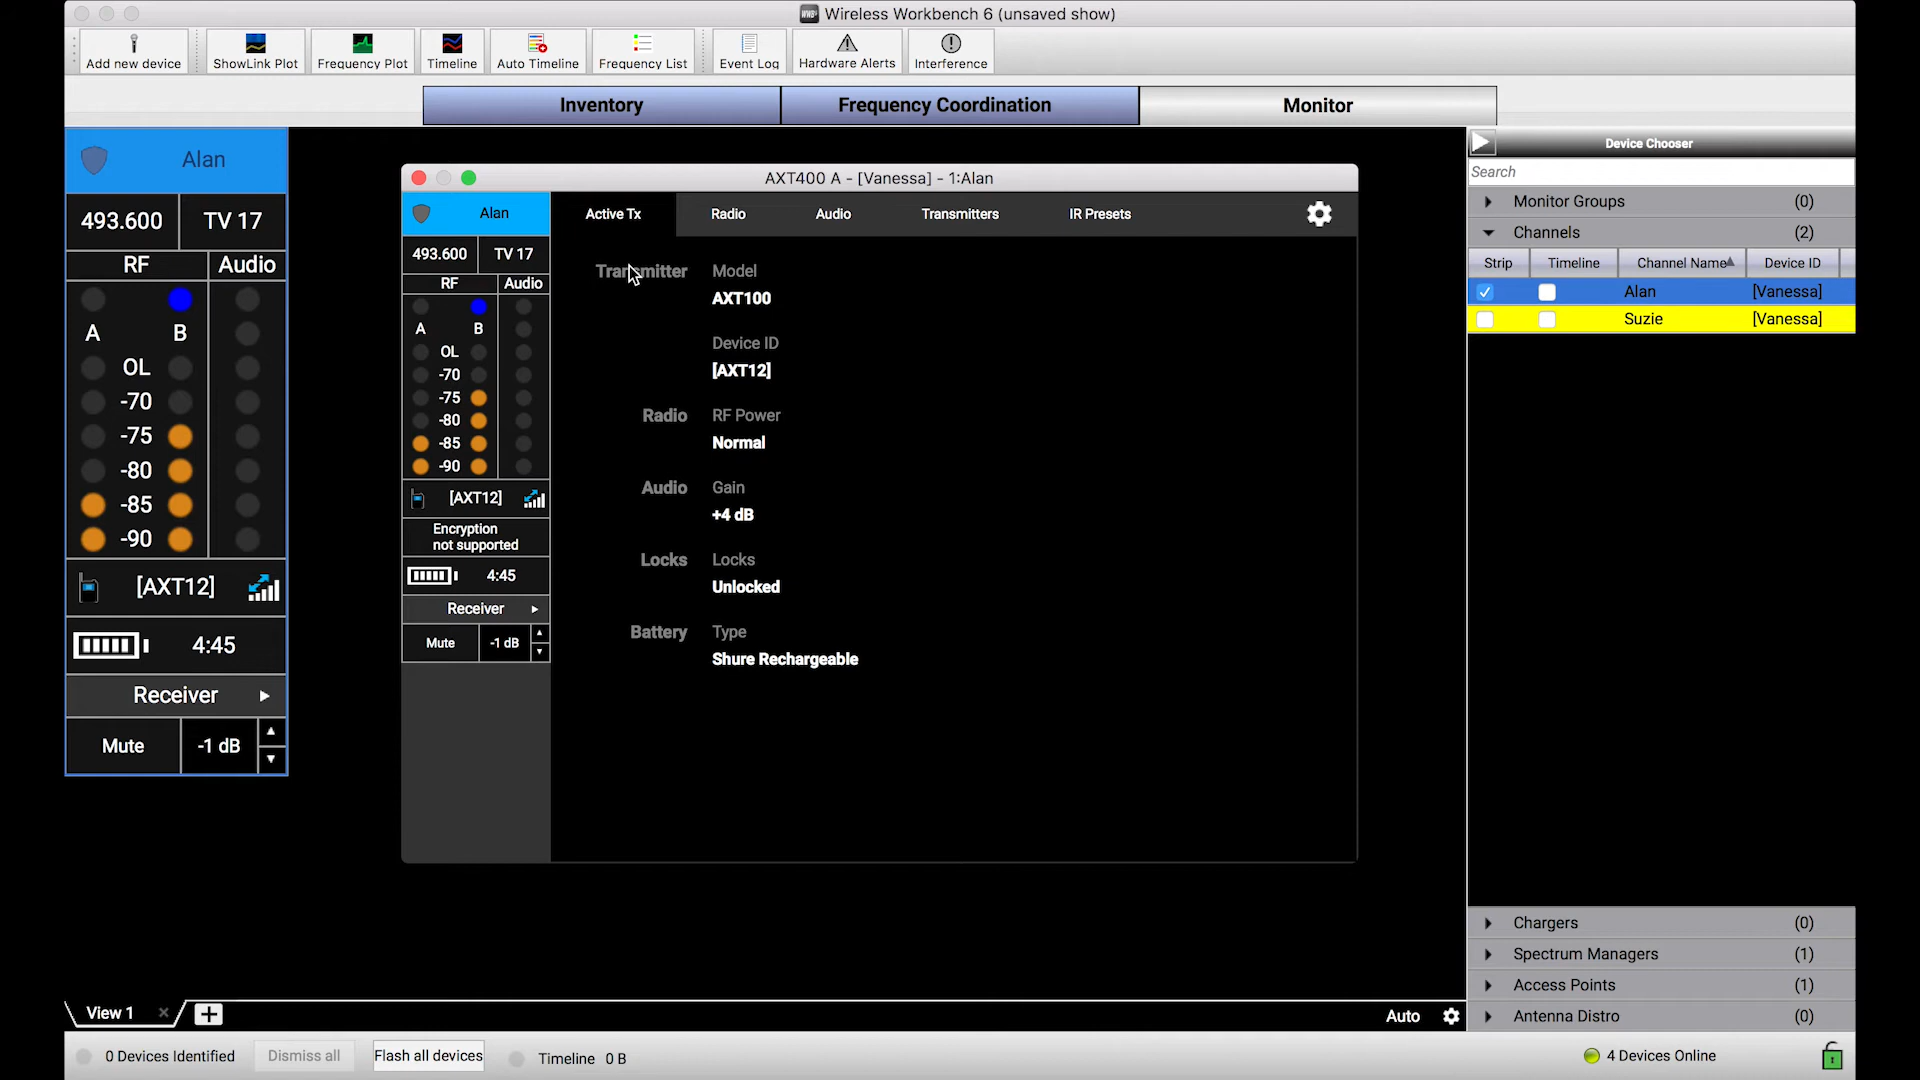 Wireless Workbench 6 (unsaved show)
Add new device
ShowLink Plot
Frequency Plot
Timeline
Auto Timeline
Frequency List
Event Log
Hardware Alerts
Interference
Inventory
Frequency Coordination
Monitor
Alan
493.600 TV 17
RF Audio
A B
OL
-70
-75
-80
-85
-90
[AXT12]
4:45
Receiver
Mute -1 dB
AXT400 A - [Vanessa] - 1:Alan
Alan
493.600 TV 17
RF Audio
A B
OL
-70
-75
-80
-85
-90
[AXT12]
Encryption
not supported
4:45
Receiver
Mute -1 dB
Active Tx Radio Audio Transmitters IR Presets
Transmitter Model
AXT100
Device ID
[AXT12]
Radio RF Power
Normal
Audio Gain
+4 dB
Locks Locks
Unlocked
Battery Type
Shure Rechargeable
Device Chooser
Search
Monitor Groups (0)
Channels (2)
Strip Timeline Channel Name Device ID
Alan [Vanessa]
Suzie [Vanessa]
Chargers (0)
Spectrum Managers (1)
Access Points (1)
Antenna Distro (0)
View 1
Auto
0 Devices Identified Dismiss all Flash all devices Timeline 0 B 4 Devices Online